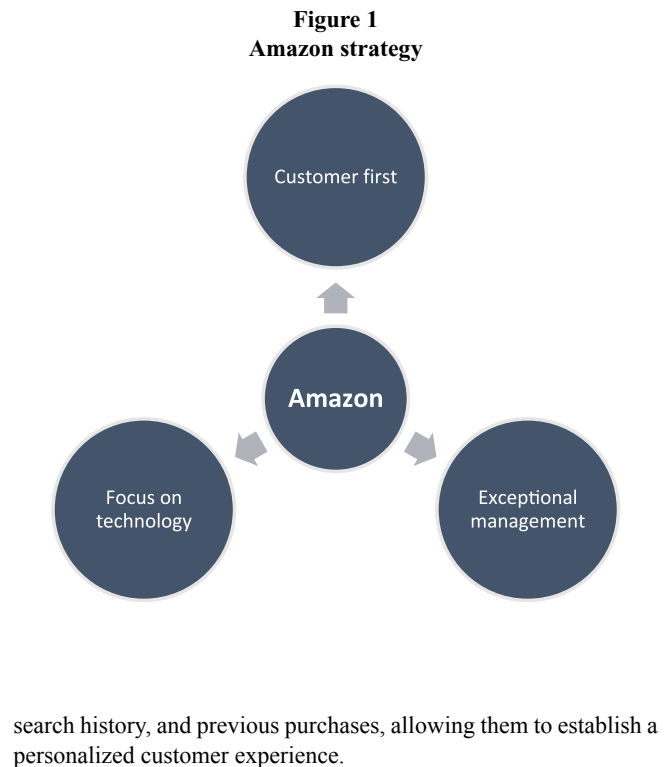 Figure 1
Amazon strategy
Customer first
Amazon
Focus on
technology
Exceptional
management
search history, and previous purchases, allowing them to establish a
personalized customer experience.